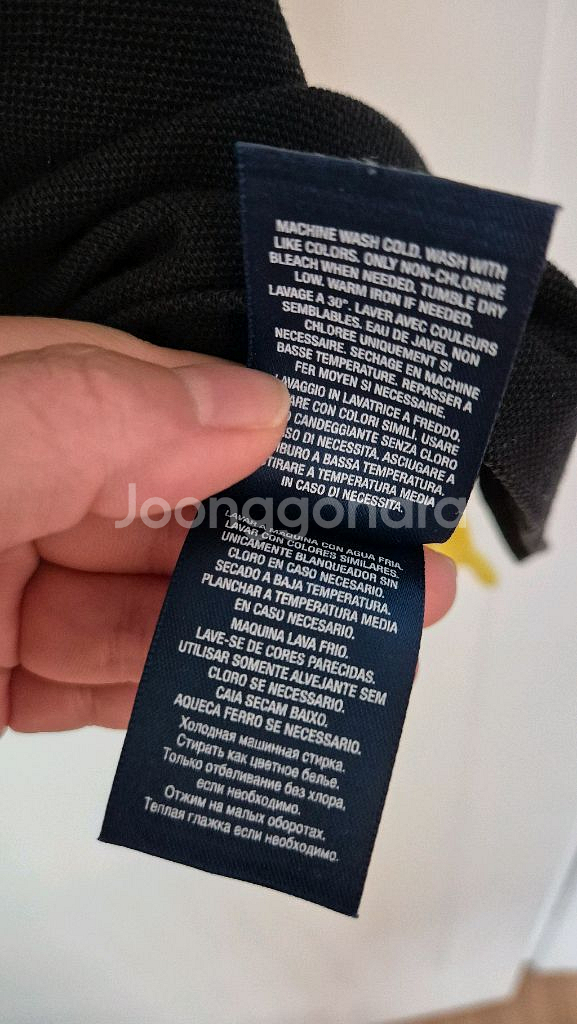 MACHINE WASH COLD. WASH WITH
LIKE COLORS. ONLY NON-CHLORINE
BLEACH WHEN NEEDED. TUMBLE DRY
LOW. WARM IRON IF NEEDED.
LAVAGE A 30°. LAVER AVEC COULEURS
SEMBLABLES. EAU DE JAVEL NON
CHLOREE UNIQUEMENT SI
NECESSAIRE. SECHAGE EN MACHINE
BASSE TEMPERATURE. REPASSER A
FER MOYEN SI NECESSAIRE.
LAVAGGIO IN LAVATRICE A FREDDO.
ARE CON COLORI SIMILI. USARE
CANDEGGIANTE SENZA CLORO
SO DI NECESSITA. ASCIUGARE A
BURO A BASSA TEMPERATURA.
STIRARE A TEMPERATURA MEDIA
IN CASO DI NECESSITA.
Joongonara
LAVAR A MAQUINA CON AGUA FRIA.
LAVAR CON COLORES SIMILARES.
UNICAMENTE BLANQUEADOR SIN
CLORO EN CASO NECESARIO.
SECADO A BAJA TEMPERATURA.
PLANCHAR A TEMPERATURA MEDIA
EN CASO NECESARIO.
MAQUINA LAVA FRIO.
LAVE-SE DE CORES PARECIDAS.
UTILISAR SOMENTE ALVEJANTE SEM
CLORO SE NECESSARIO.
CAIA SECAM BAIXO.
AQUECA FERRO SE NECESSARIO.
Холодная машинная стирка.
Стирать как цветное белье.
Только отбеливание без хлора,
если необходимо.
Отжим на малых оборотах.
Теплая глажка если необходимо.